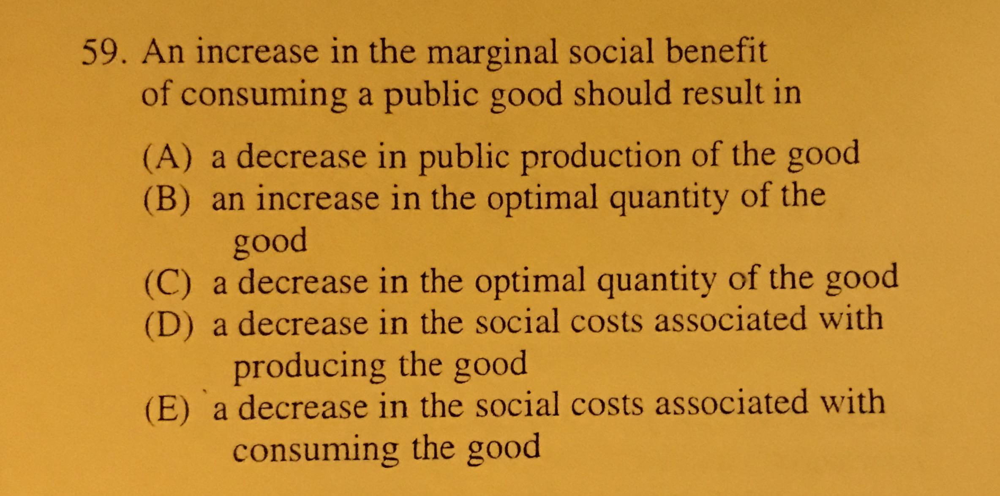 59. An increase in the marginal social benefit
of consuming a public good should result in
(A) a decrease in public production of the good
(B) an increase in the optimal quantity of the
good
(C) a decrease in the optimal quantity of the good
(D) a decrease in the social costs associated with
producing the good
(E) a decrease in the social costs associated with
consuming the good